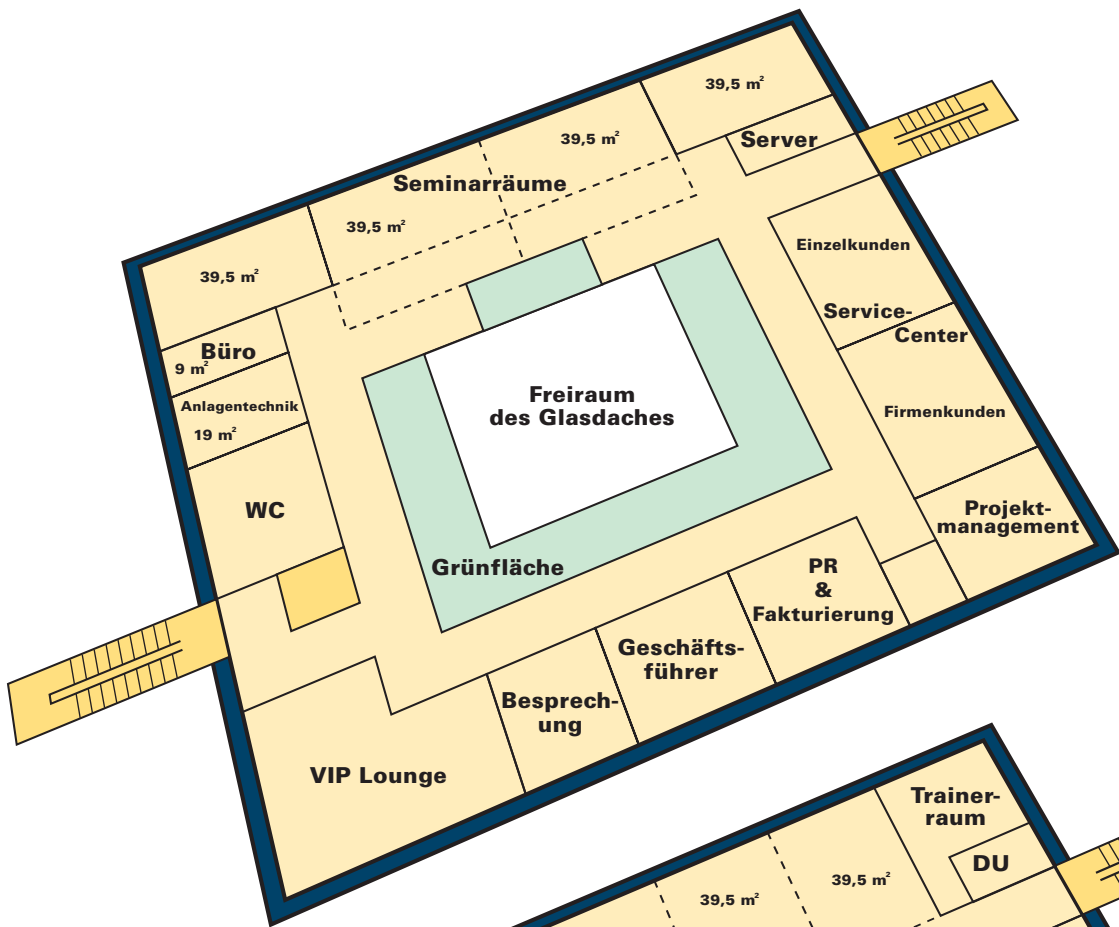 39,5 m²
39,5 m²
Server
Seminarräume
39,5 m²
Einzelkunden
39,5 m²
Service-
Center
Büro
9 m²
Freiraum
des Glasdaches
Anlagentechnik
19 m²
Firmenkunden
WC
Projekt-
management
Grünfläche
PR
&
Fakturierung
Geschäfts-
führer
Besprech-
ung
VIP Lounge
Trainer-
raum
DU
39,5 m²
39,5 m²